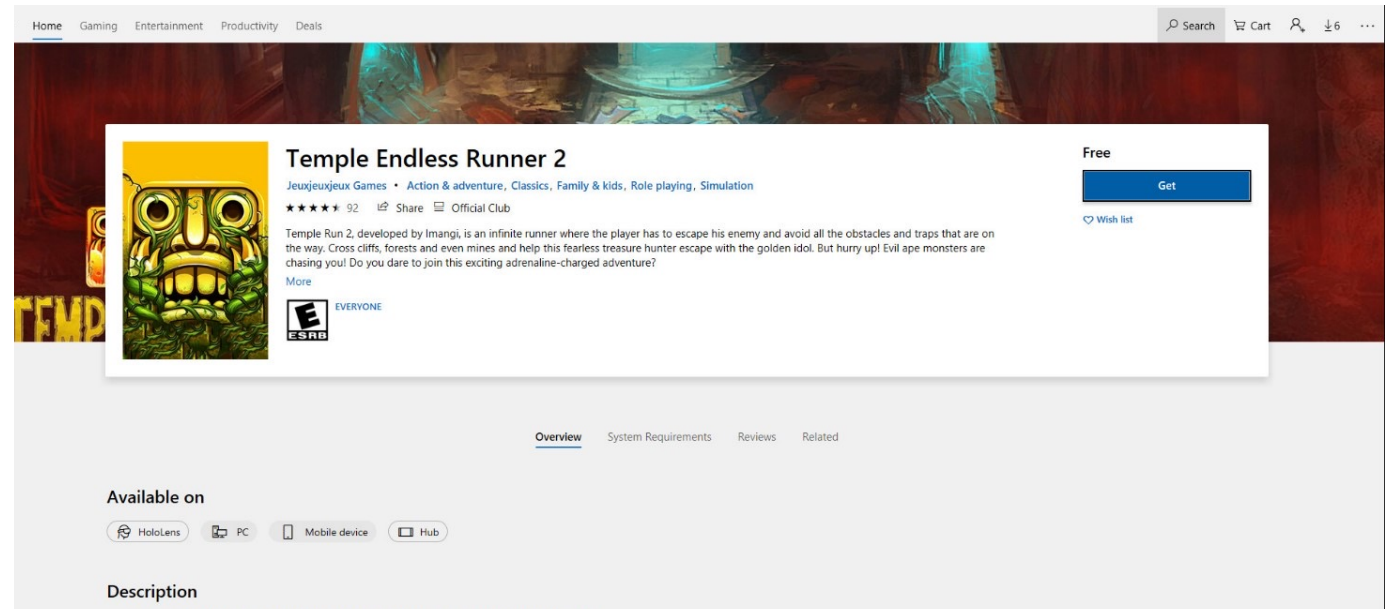 Home Gaming Entertainment Productivity Deals Search Cart 6 ...
Temple Endless Runner 2
Jeuxjeuxjeux Games • Action & adventure, Classics, Family & kids, Role playing, Simulation
92 Share Official Club
Temple Run 2, developed by Imangi, is an infinite runner where the player has to escape his enemy and avoid all the obstacles and traps that are on
the way. Cross cliffs, forests and even mines and help this fearless treasure hunter escape with the golden idol. But hurry up! Evil ape monsters are
chasing you! Do you dare to join this exciting adrenaline-charged adventure?
More
E EVERYONE
ESRB
Free
Get
Wish list
TEMP
Overview System Requirements Reviews Related
Available on
HoloLens PC Mobile device Hub
Description